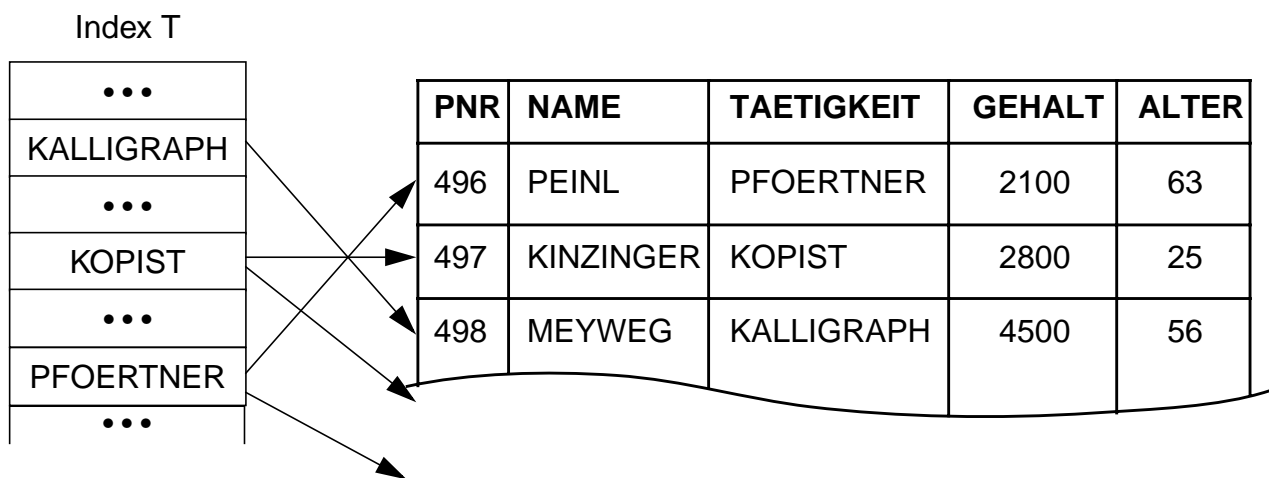 Index T
•••
KALLIGRAPH
•••
KOPIST
•••
PFOERTNER
•••
PNR NAME TAETIGKEIT GEHALT ALTER
496 PEINL PFOERTNER 2100 63
497 KINZINGER KOPIST 2800 25
498 MEYWEG KALLIGRAPH 4500 56